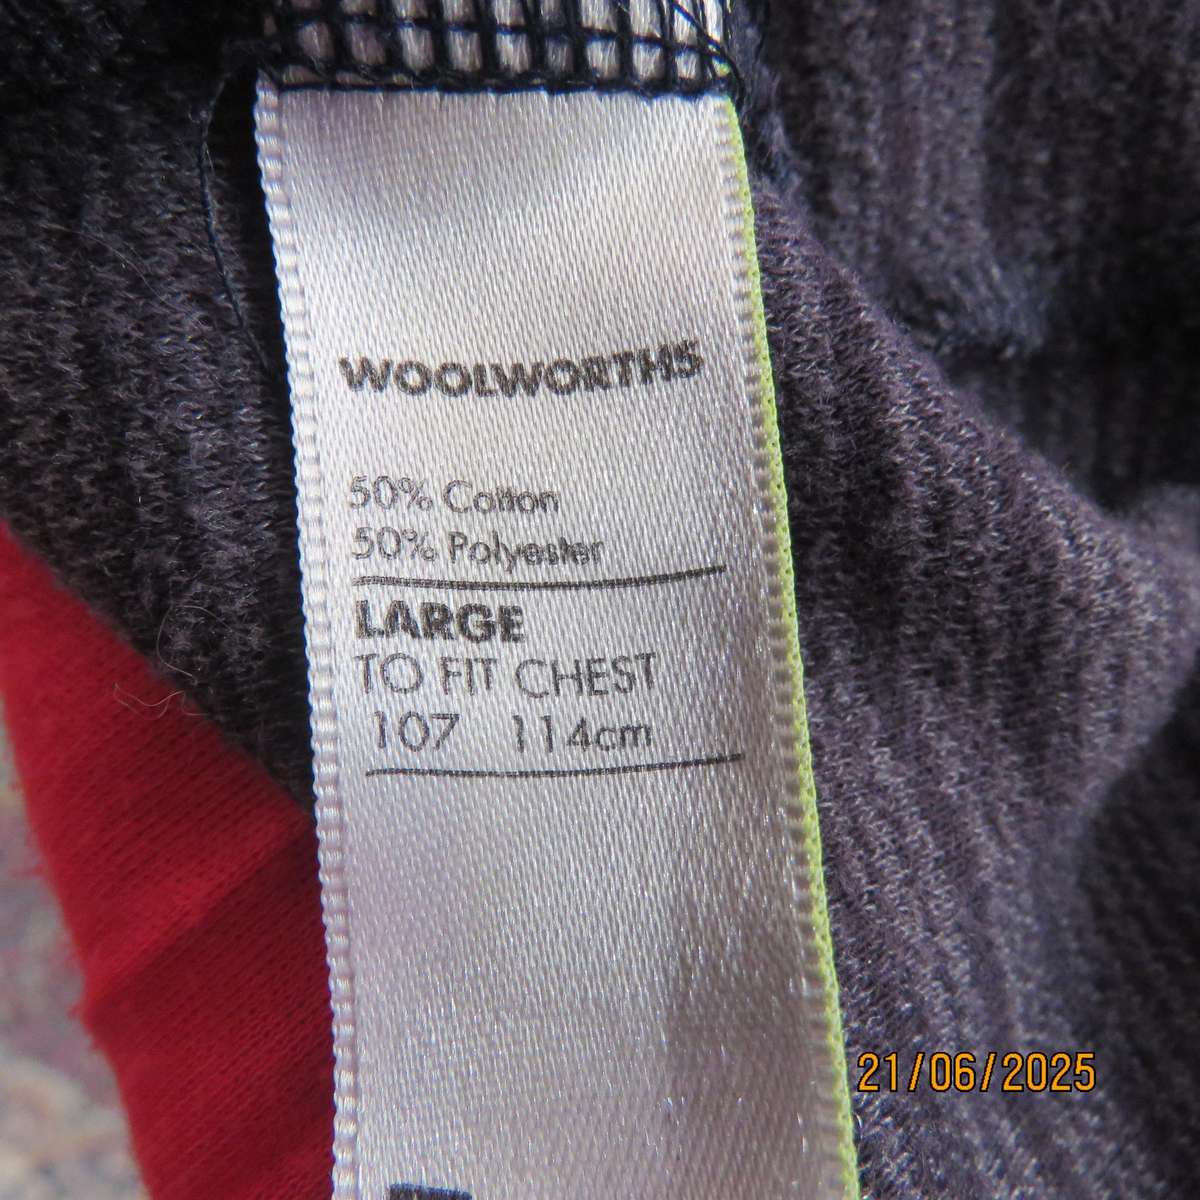 WOOLWORTHS
50% Cotton
50% Polyester
LARGE
TO FIT CHEST
107 114cm
21/06/2025